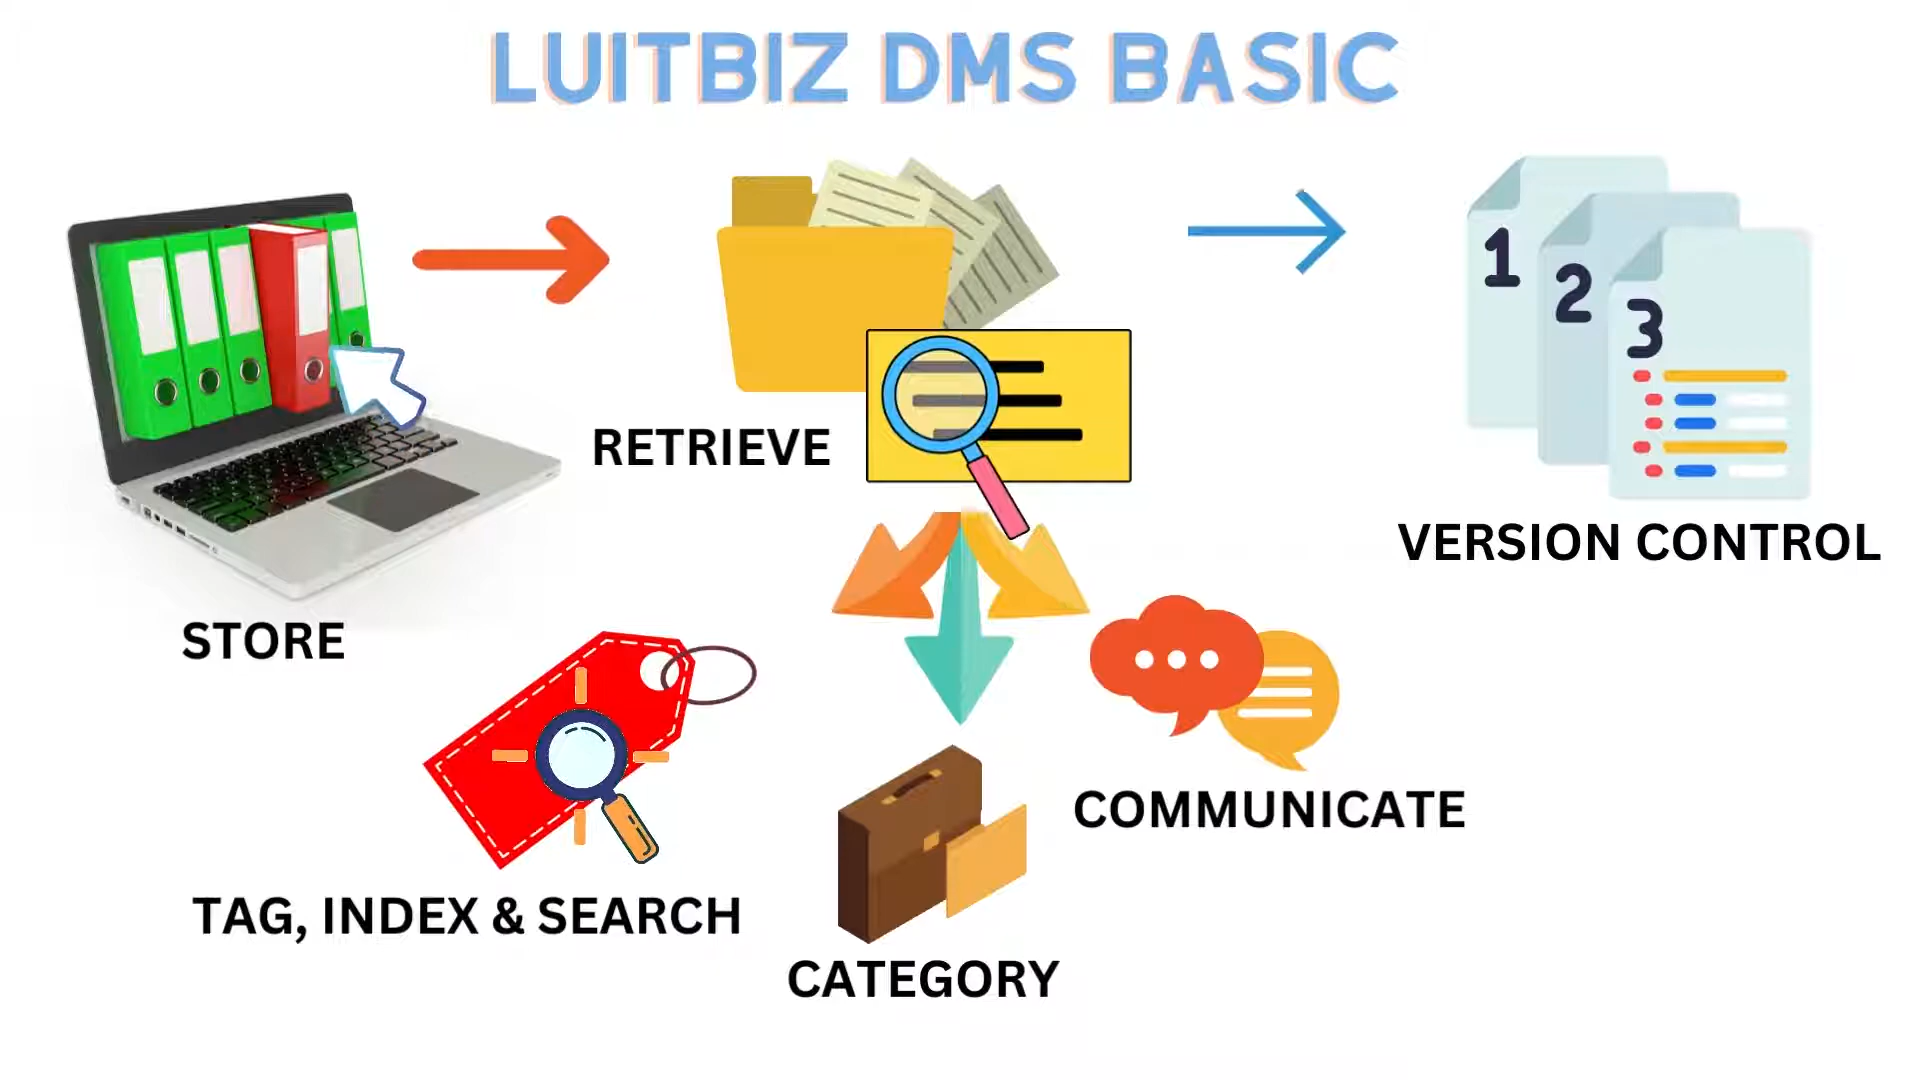 LUITBIZ DMS BASIC
1
2
3
RETRIEVE
VERSION CONTROL
STORE
COMMUNICATE
TAG, INDEX & SEARCH
CATEGORY